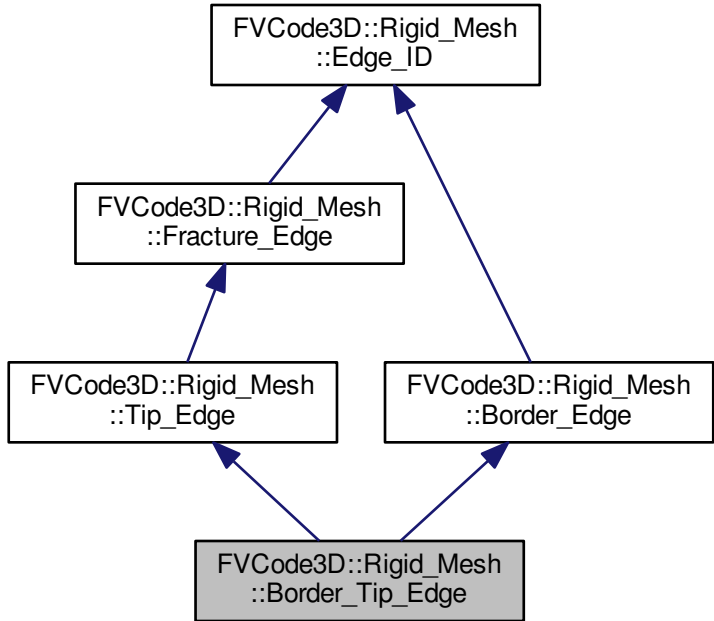 FVCode3D::Rigid_Mesh
::Edge_ID
FVCode3D::Rigid_Mesh
::Fracture_Edge
FVCode3D::Rigid_Mesh
::Tip_Edge
FVCode3D::Rigid_Mesh
::Border_Edge
FVCode3D::Rigid_Mesh
::Border_Tip_Edge